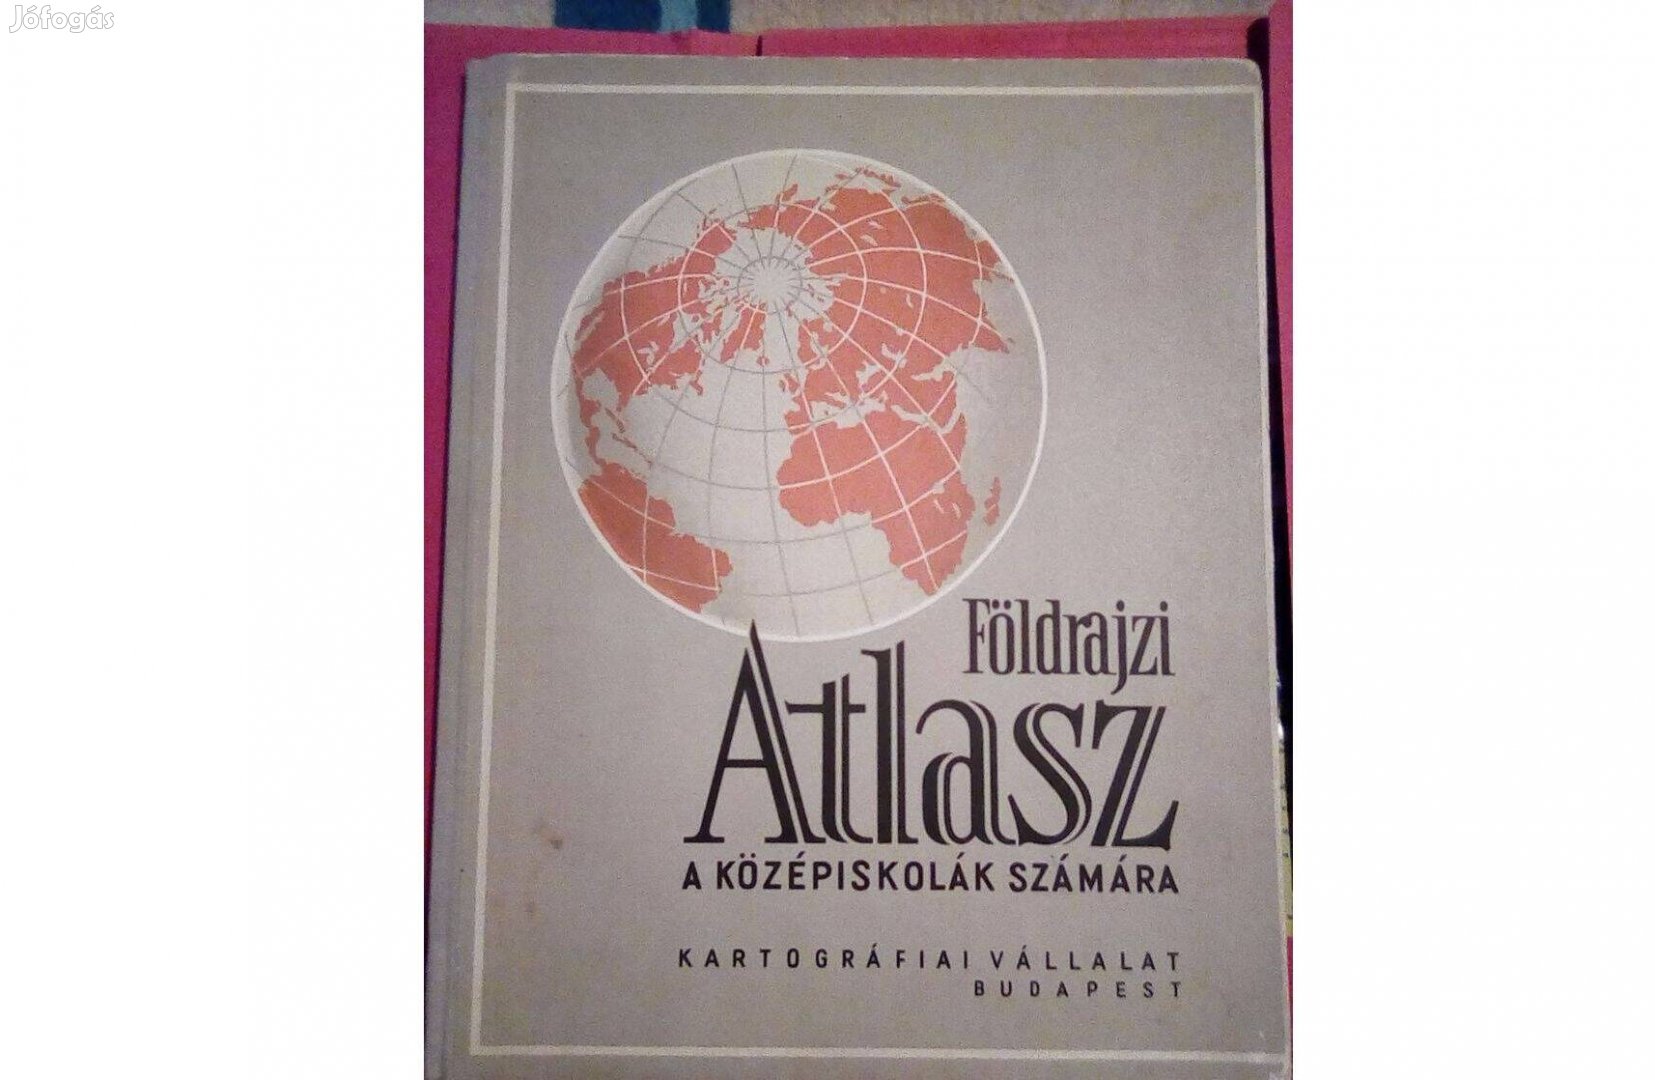 Jófogás
Földrajzi
Atlasz
A KÖZÉPISKOLÁK SZÁMÁRA
KARTOGRÁFIAI VÁLLALAT
BUDAPEST